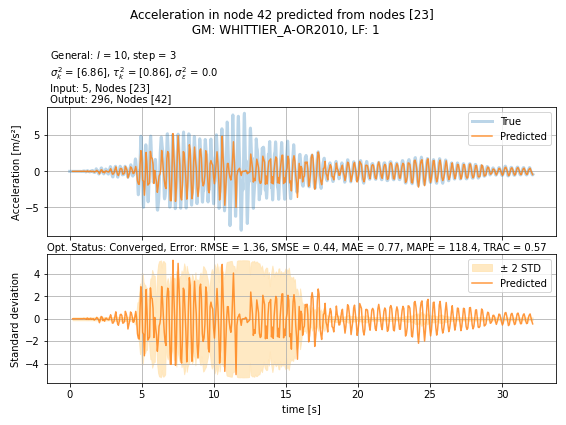 Acceleration in node 42 predicted from nodes [23]
GM: WHITTIER_A-OR2010, LF: 1
General: l = 10, step = 3
σ²ₖ = [6.86], τ²ₖ = [0.86], σ²ε = 0.0
Input: 5, Nodes [23]
Output: 296, Nodes [42]
Acceleration [m/s²]
5
0
−5
True
Predicted
Opt. Status: Converged, Error: RMSE = 1.36, SMSE = 0.44, MAE = 0.77, MAPE = 118.4, TRAC = 0.57
Standard deviation
4
2
0
−2
−4
± 2 STD
Predicted
0 5 10 15 20 25 30
time [s]